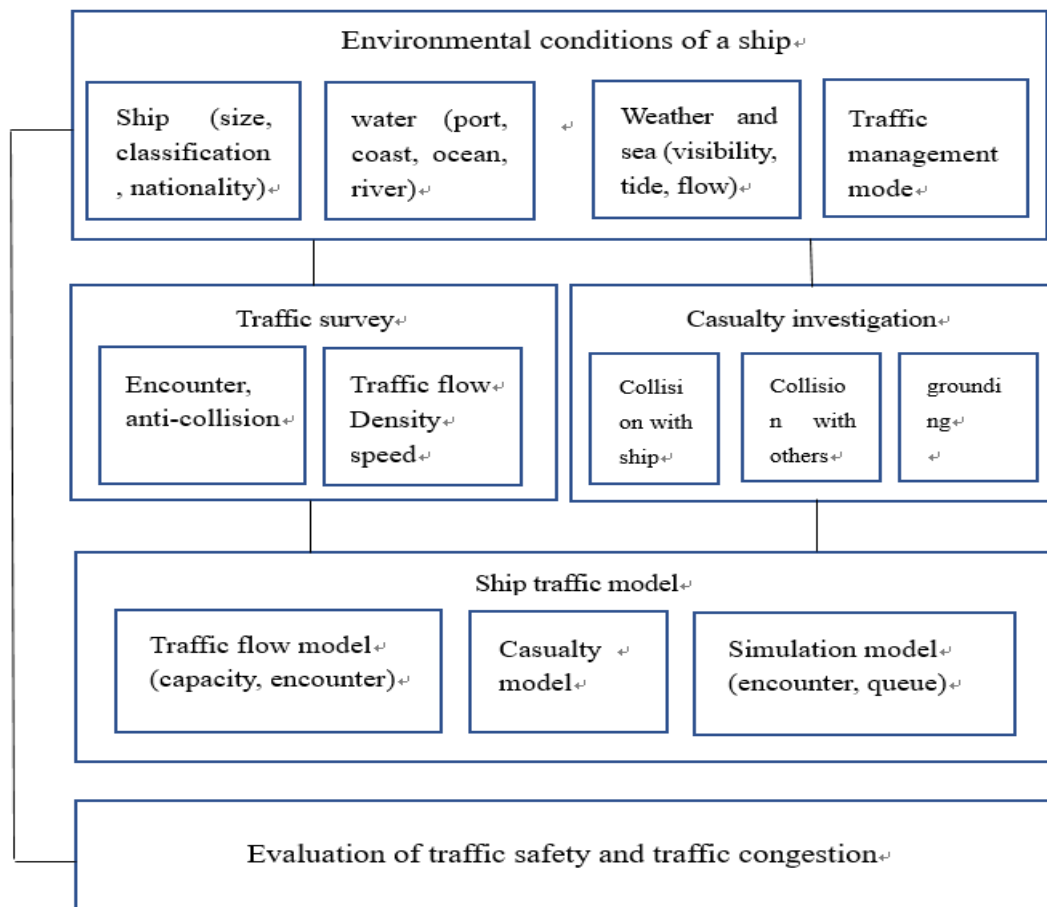 Environmental conditions of a ship↵
Ship (size,
classification
, nationality)↵
water (port,
coast, ocean,
river)↵
↵
Weather and
sea (visibility,
tide, flow)↵
Traffic
management
mode↵
Traffic survey↵
Encounter,
anti-collision↵
Traffic flow↵
Density↵
speed↵
Casualty investigation↵
Collisi
on with
ship↵
Collisio
n with
others↵
groundi
ng↵
↵
Ship traffic model↵
Traffic flow model↵
(capacity, encounter)↵
Casualty ↵
model↵
Simulation model↵
(encounter, queue)↵
Evaluation of traffic safety and traffic congestion↵